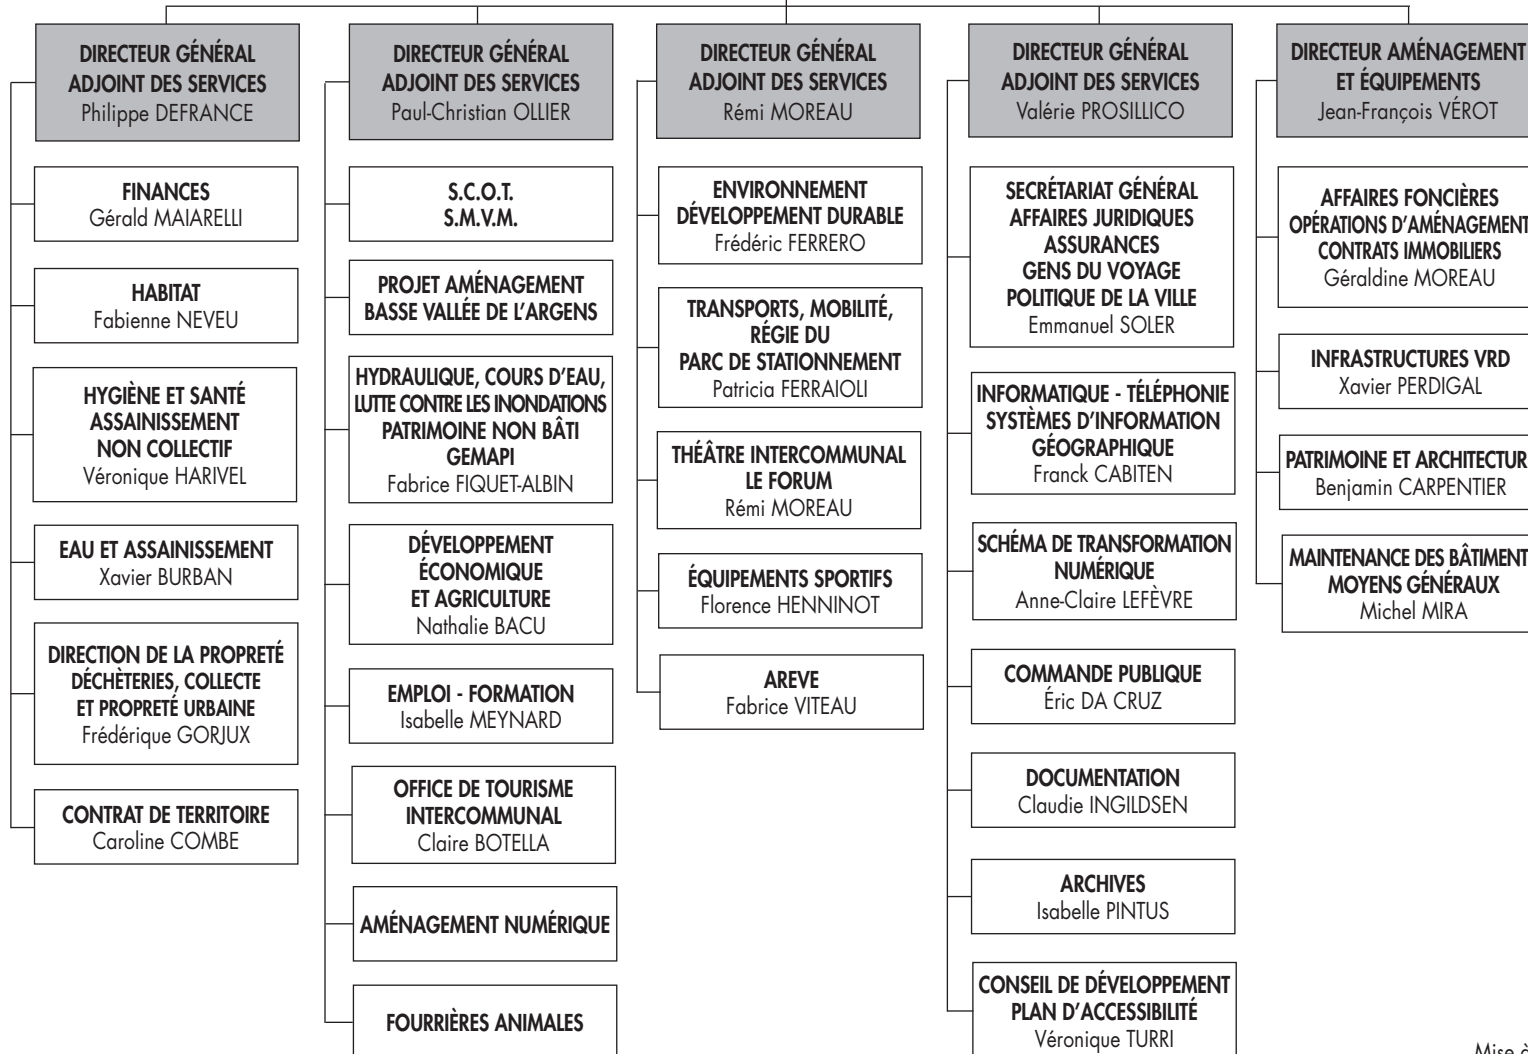 DIRECTEUR GÉNÉRAL
ADJOINT DES SERVICES
Philippe DEFRANCE
FINANCES
Gérald MAIARELLI
HABITAT
Fabienne NEVEU
HYGIÈNE ET SANTÉ
ASSAINISSEMENT
NON COLLECTIF
Véronique HARIVEL
EAU ET ASSAINISSEMENT
Xavier BURBAN
DIRECTION DE LA PROPRETÉ
DÉCHÈTERIES, COLLECTE
ET PROPRETÉ URBAINE
Frédérique GORJUX
CONTRAT DE TERRITOIRE
Caroline COMBE
DIRECTEUR GÉNÉRAL
ADJOINT DES SERVICES
Paul-Christian OLLIER
S.C.O.T.
S.M.V.M.
PROJET AMÉNAGEMENT
BASSE VALLÉE DE L'ARGENS
HYDRAULIQUE, COURS D'EAU,
LUTTE CONTRE LES INONDATIONS
PATRIMOINE NON BÂTI
GEMAPI
Fabrice FIQUET-ALBIN
DÉVELOPPEMENT
ÉCONOMIQUE
ET AGRICULTURE
Nathalie BACU
EMPLOI - FORMATION
Isabelle MEYNARD
OFFICE DE TOURISME
INTERCOMMUNAL
Claire BOTELLA
AMÉNAGEMENT NUMÉRIQUE
FOURRIÈRES ANIMALES
DIRECTEUR GÉNÉRAL
ADJOINT DES SERVICES
Rémi MOREAU
ENVIRONNEMENT
DÉVELOPPEMENT DURABLE
Frédéric FERRERO
TRANSPORTS, MOBILITÉ,
RÉGIE DU
PARC DE STATIONNEMENT
Patricia FERRAIOLI
THÉÂTRE INTERCOMMUNAL
LE FORUM
Rémi MOREAU
ÉQUIPEMENTS SPORTIFS
Florence HENNINOT
AREVE
Fabrice VITEAU
DIRECTEUR GÉNÉRAL
ADJOINT DES SERVICES
Valérie PROSILLICO
SECRÉTARIAT GÉNÉRAL
AFFAIRES JURIDIQUES
ASSURANCES
GENS DU VOYAGE
POLITIQUE DE LA VILLE
Emmanuel SOLER
INFORMATIQUE - TÉLÉPHONIE
SYSTÈMES D'INFORMATION
GÉOGRAPHIQUE
Franck CABITEN
SCHÉMA DE TRANSFORMATION
NUMÉRIQUE
Anne-Claire LEFÈVRE
COMMANDE PUBLIQUE
Éric DA CRUZ
DOCUMENTATION
Claudie INGILDSEN
ARCHIVES
Isabelle PINTUS
CONSEIL DE DÉVELOPPEMENT
PLAN D'ACCESSIBILITÉ
Véronique TURRI
DIRECTEUR AMÉNAGEMENT
ET ÉQUIPEMENTS
Jean-François VÉROT
AFFAIRES FONCIÈRES
OPÉRATIONS D'AMÉNAGEMENT
CONTRATS IMMOBILIERS
Géraldine MOREAU
INFRASTRUCTURES VRD
Xavier PERDIGAL
PATRIMOINE ET ARCHITECTUR
Benjamin CARPENTIER
MAINTENANCE DES BÂTIMENT
MOYENS GÉNÉRAUX
Michel MIRA
Mise à